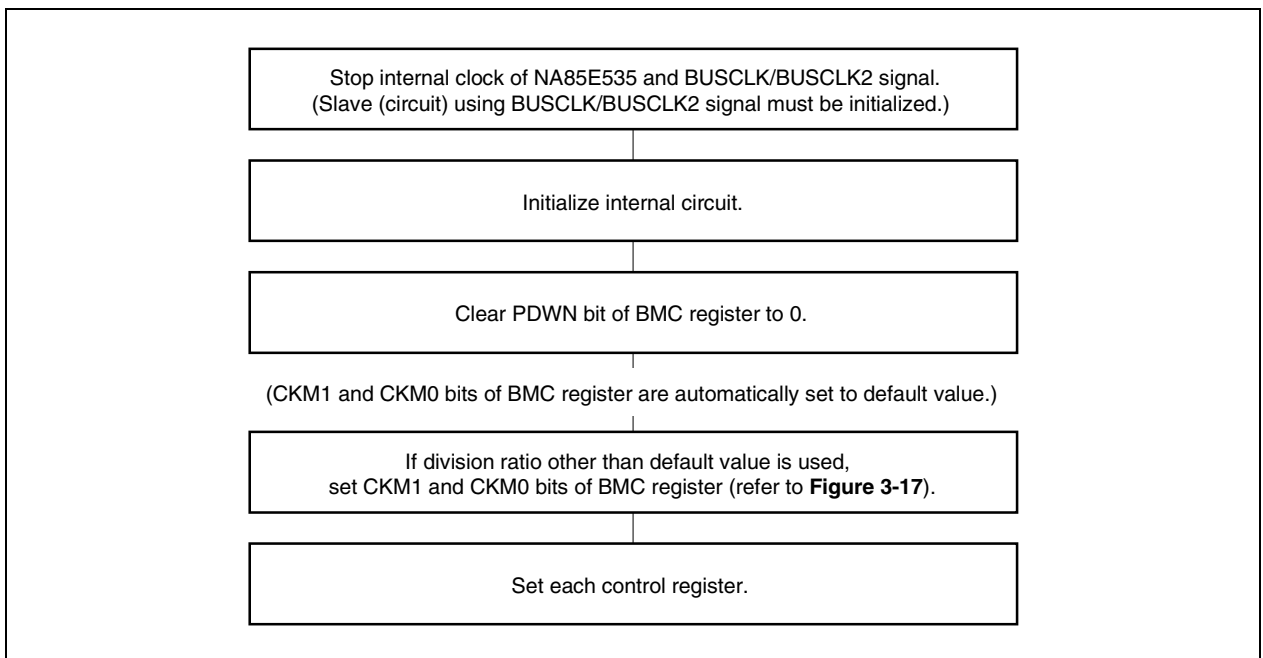 Stop internal clock of NA85E535 and BUSCLK/BUSCLK2 signal.
(Slave (circuit) using BUSCLK/BUSCLK2 signal must be initialized.)
Initialize internal circuit.
Clear PDWN bit of BMC register to 0.
(CKM1 and CKM0 bits of BMC register are automatically set to default value.)
If division ratio other than default value is used,
set CKM1 and CKM0 bits of BMC register (refer to Figure 3-17).
Set each control register.